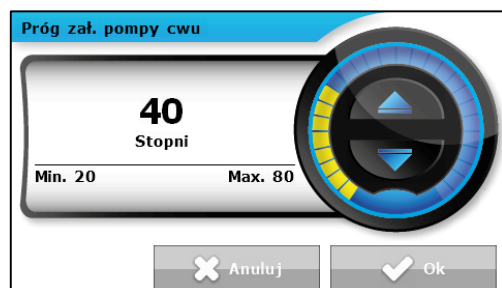 Próg zał. pompy cwu
40
Stopni
Min. 20 Max. 80
Anuluj Ok